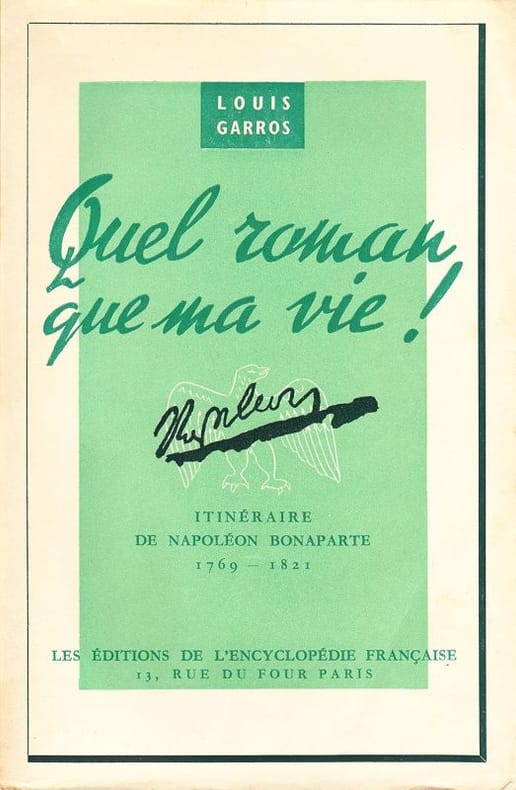 LOUIS
GARROS
Quel roman
que ma vie !
Napoleon
ITINÉRAIRE
DE NAPOLÉON BONAPARTE
1769 — 1821
LES ÉDITIONS DE L'ENCYCLOPÉDIE FRANÇAISE
13, RUE DU FOUR PARIS